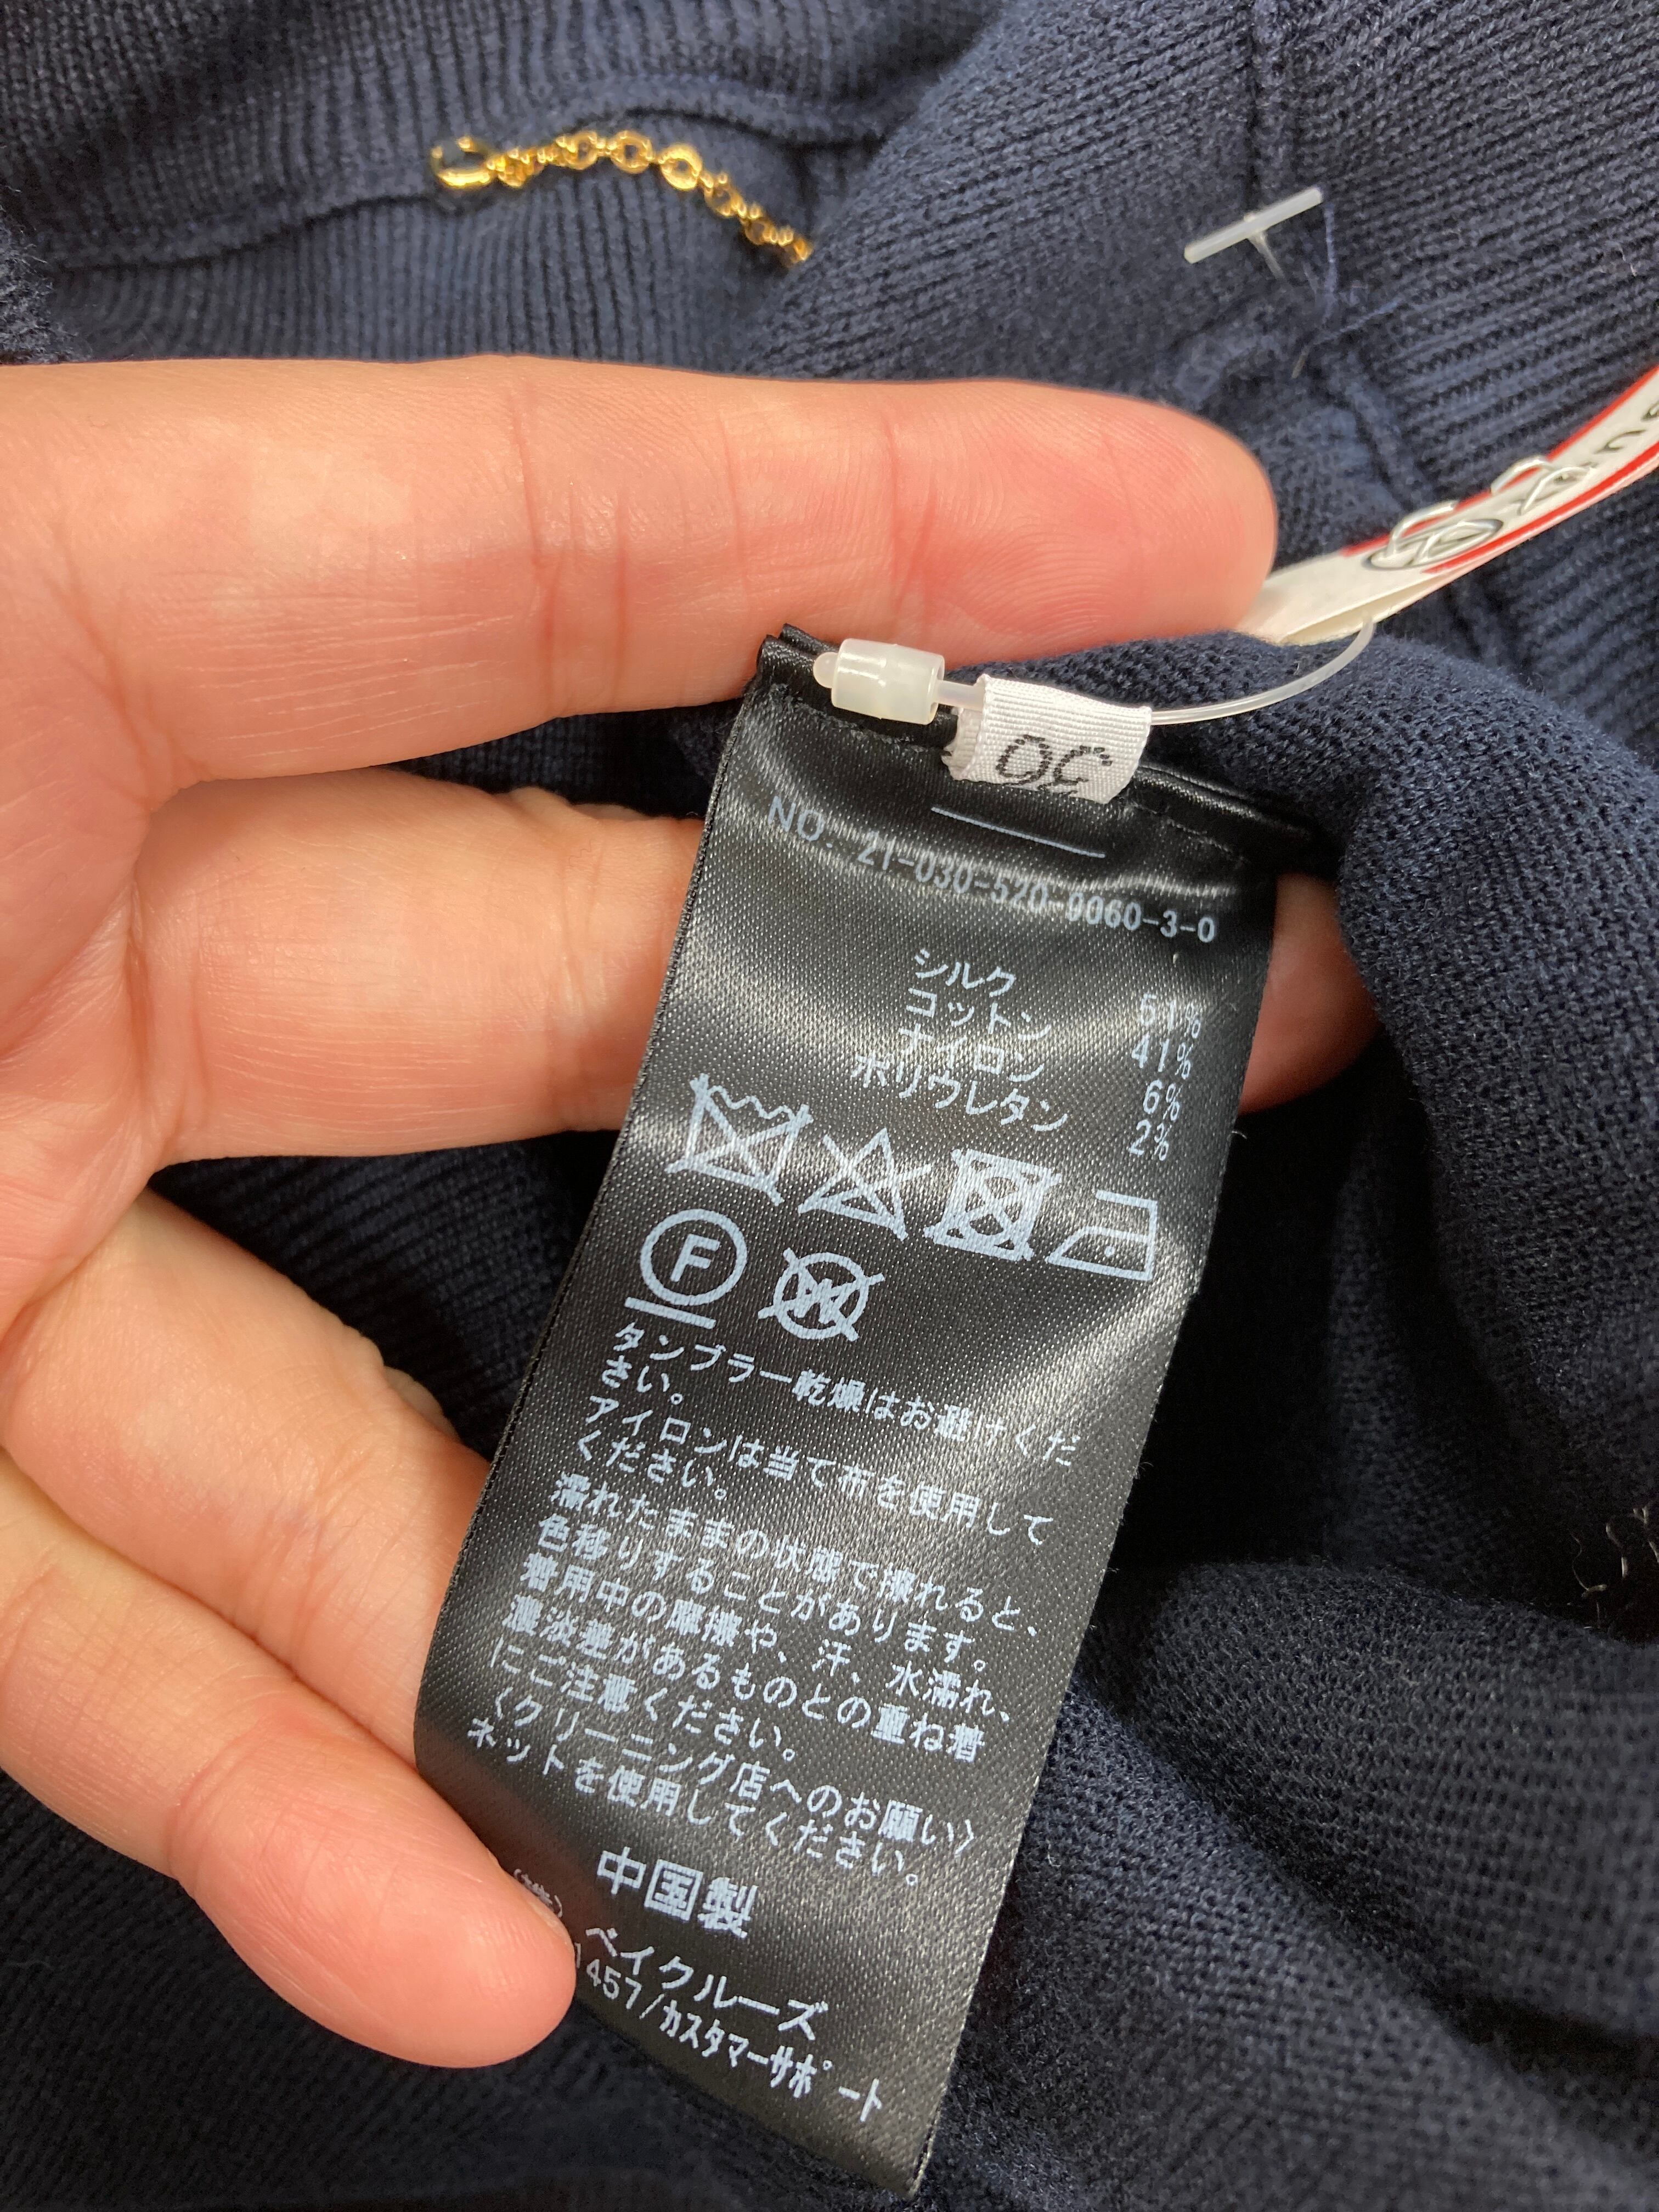 NO. 21-030-520-9060-3-0
シルク 51%
コットン 41%
ナイロン 6%
ポリウレタン 2%
F
W
タンブラー乾燥はお避けくだ
さい。
アイロンは当て布を使用して
ください。
濡れたままの状態で擦れると、
色移りすることがあります。
着用中の摩擦や、汗、水濡れ、
濃淡差があるものとの重ね着
にご注意ください。
〈クリーニング店へのお願い〉
ネットを使用してください。
中国製
(株) ベイクルーズ
1457/カスタマーサポート